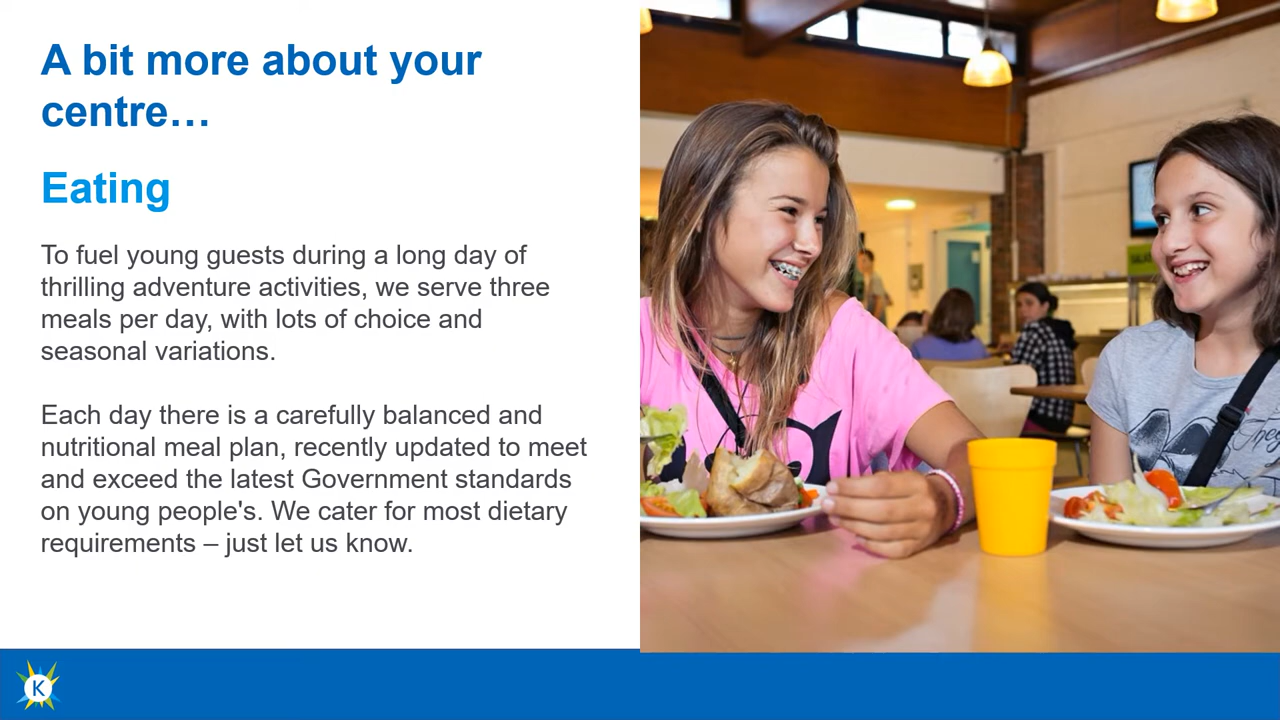 A bit more about your
centre…
Eating
To fuel young guests during a long day of
thrilling adventure activities, we serve three
meals per day, with lots of choice and
seasonal variations.
Each day there is a carefully balanced and
nutritional meal plan, recently updated to meet
and exceed the latest Government standards
on young people's. We cater for most dietary
requirements – just let us know.
K